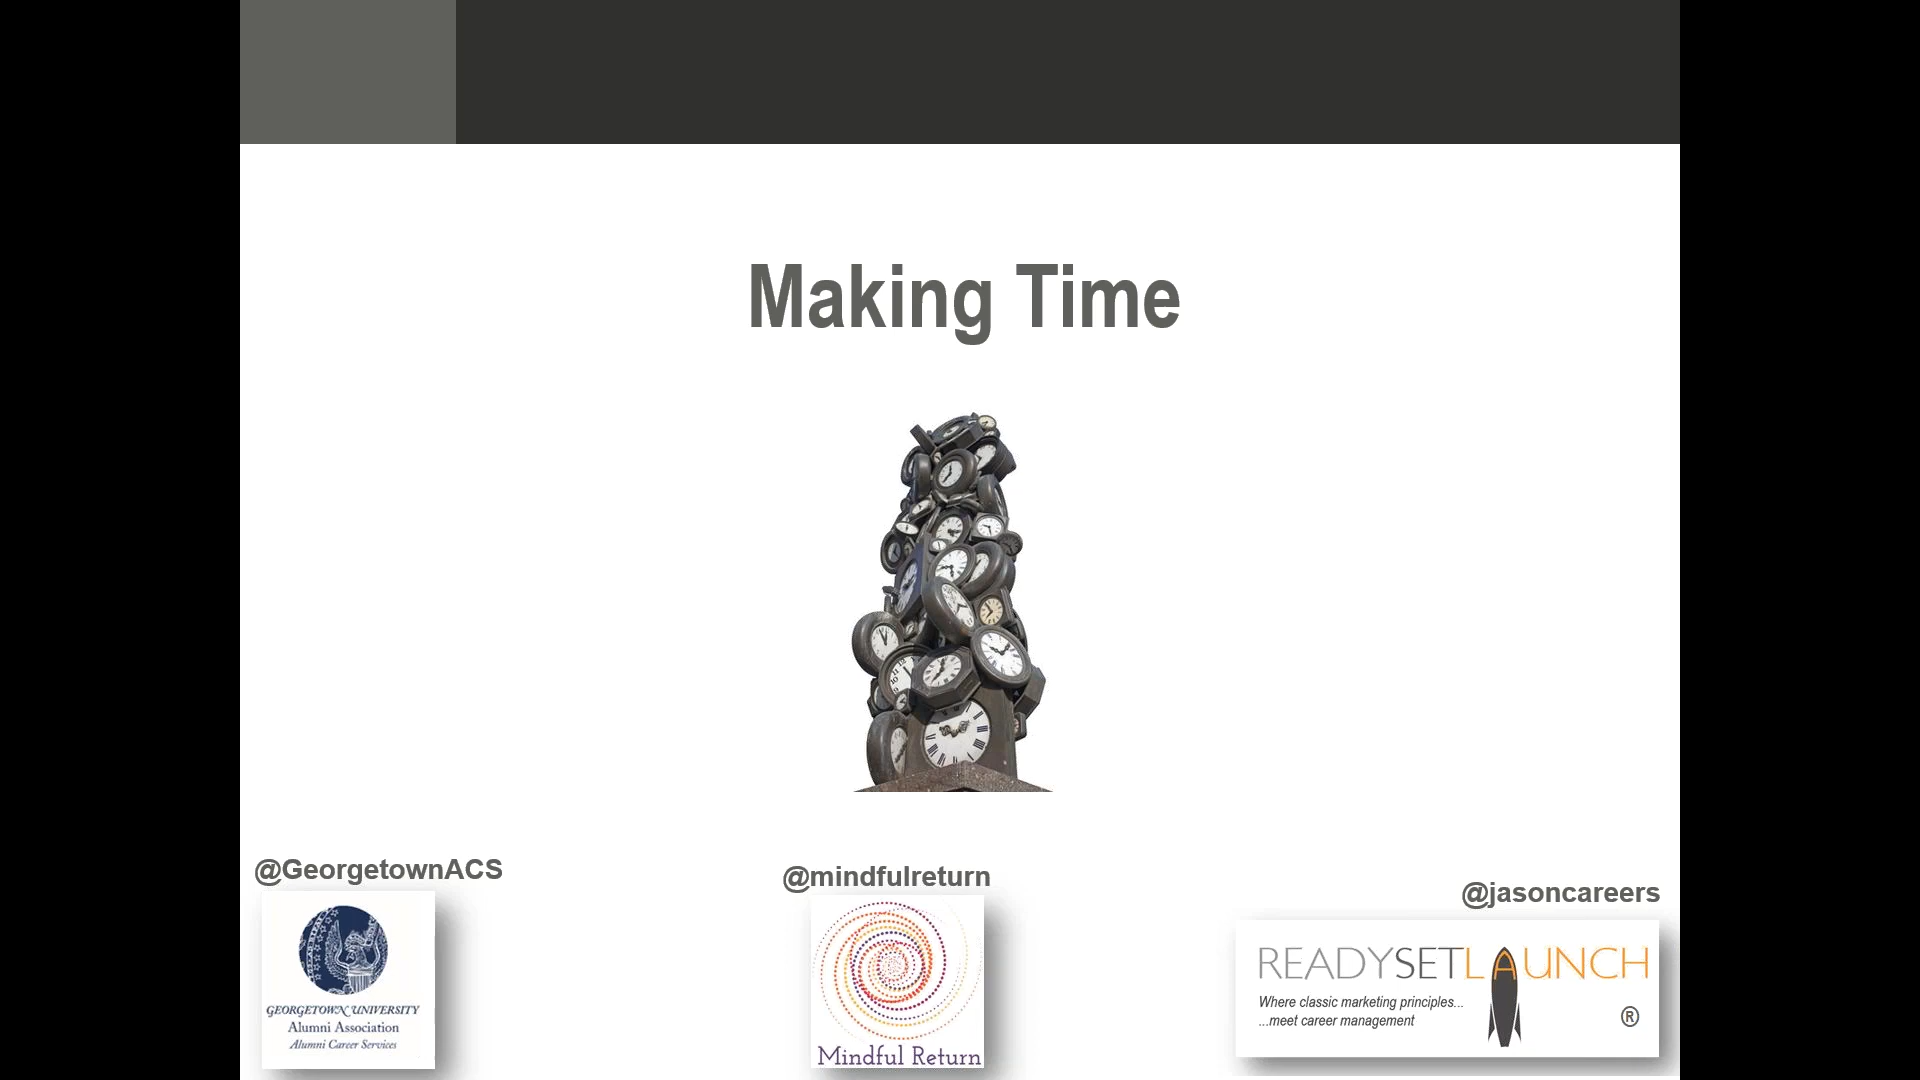 Making Time
@GeorgetownACS
@mindfulreturn
@jasoncareers
GEORGETOWN UNIVERSITY
Alumni Association
Alumni Career Services
Mindful Return
READYSETLAUNCH
Where classic marketing principles...
...meet career management
®